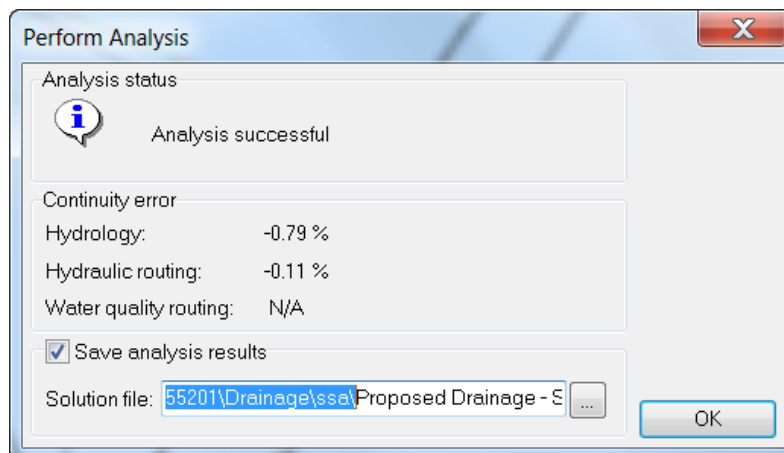 Perform Analysis
X
Analysis status
Analysis successful
Continuity error
Hydrology: -0.79 %
Hydraulic routing: -0.11 %
Water quality routing: N/A
Save analysis results
Solution file: 55201\Drainage\ssa\Proposed Drainage - S ...
OK